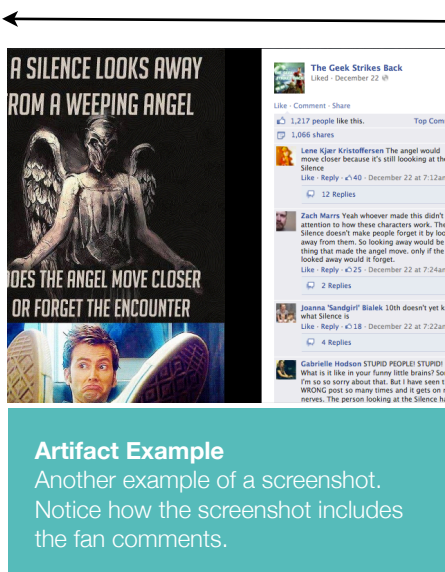 A SILENCE LOOKS AWAY
ROM A WEEPING ANGEL
DOES THE ANGEL MOVE CLOSER
OR FORGET THE ENCOUNTER
The Geek Strikes Back
Liked · December 22
Like · Comment · Share
1,217 people like this.
Top Com
1,066 shares
Lene Kjær Kristoffersen The angel would
move closer because it's still loooking at the
Silence
Like · Reply · 40 · December 22 at 7:12am
12 Replies
Zach Marrs Yeah whoever made this didn't
attention to how these characters work. The
Silence doesn't make people forget it by loo
away from them. So looking away would be
thing that made the angel move. only if the
looked away would it forget.
Like · Reply · 25 · December 22 at 7:24am
2 Replies
Joanna 'Sandgirl' Bialek 10th doesn't yet k
what Silence is
Like · Reply · 18 · December 22 at 7:22am
4 Replies
Gabrielle Hodson STUPID PEOPLE! STUPID!
What is it like in your funny little brains? So
I'm so so sorry about that. But I have seen t
WRONG post so many times and it gets on
nerves. The person looking at the Silence ha
Artifact Example
Another example of a screenshot.
Notice how the screenshot includes
the fan comments.